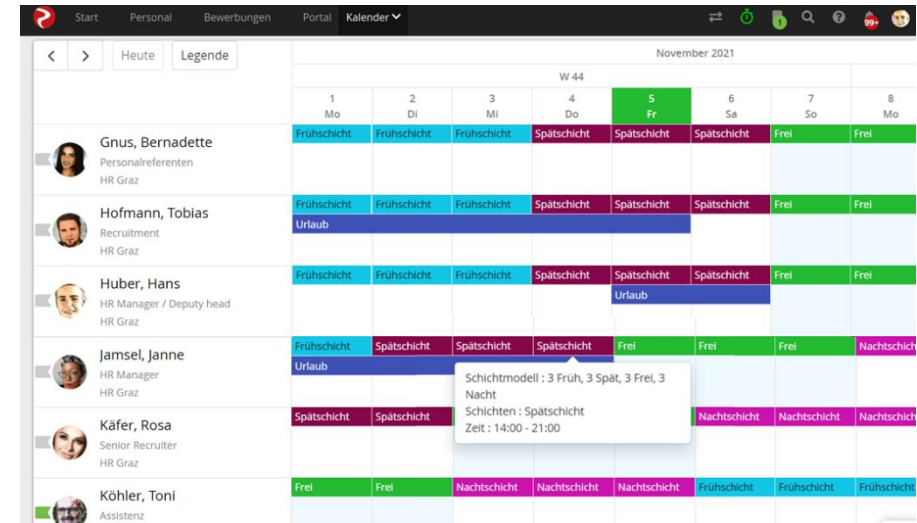 Start Personal Bewerbungen Portal Kalender 1 99+
Heute Legende
November 2021
W 44
1 2 3 4 5 6 7 8
Mo Di Mi Do Fr Sa So Mo
Gnus, Bernadette
Personalreferenten
HR Graz
Frühschicht Frühschicht Frühschicht Spätschicht Spätschicht Spätschicht Frei Frei
Hofmann, Tobias
Recruitment
HR Graz
Frühschicht Frühschicht Frühschicht Spätschicht Spätschicht Spätschicht Frei Frei
Urlaub
Huber, Hans
HR Manager / Deputy head
HR Graz
Frühschicht Frühschicht Frühschicht Spätschicht Spätschicht Spätschicht Frei Frei
Urlaub
Jamsel, Janne
HR Manager
HR Graz
Frühschicht Spätschicht Spätschicht Spätschicht Frei Frei Frei Nachtschich
Urlaub
Schichtmodell : 3 Früh, 3 Spät, 3 Frei, 3
Nacht
Schichten : Spätschicht
Zeit : 14:00 - 21:00
Käfer, Rosa
Senior Recruiter
HR Graz
Spätschicht Spätschicht Nachtschicht Nachtschicht Nachtschich
Köhler, Toni
Assistenz
Frei Frei Nachtschicht Nachtschicht Nachtschicht Frühschicht Frühschicht Frühschicht